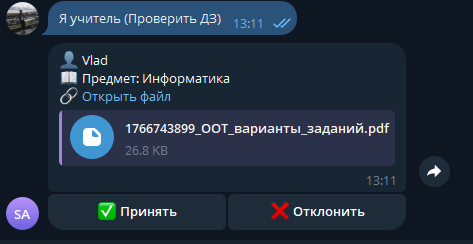 Я учитель (Проверить ДЗ) 13:11
Vlad
Предмет: Информатика
Открыть файл
1766743899_ООТ_варианты_заданий.pdf
26.8 KB
13:11
SA
Принять
Отклонить